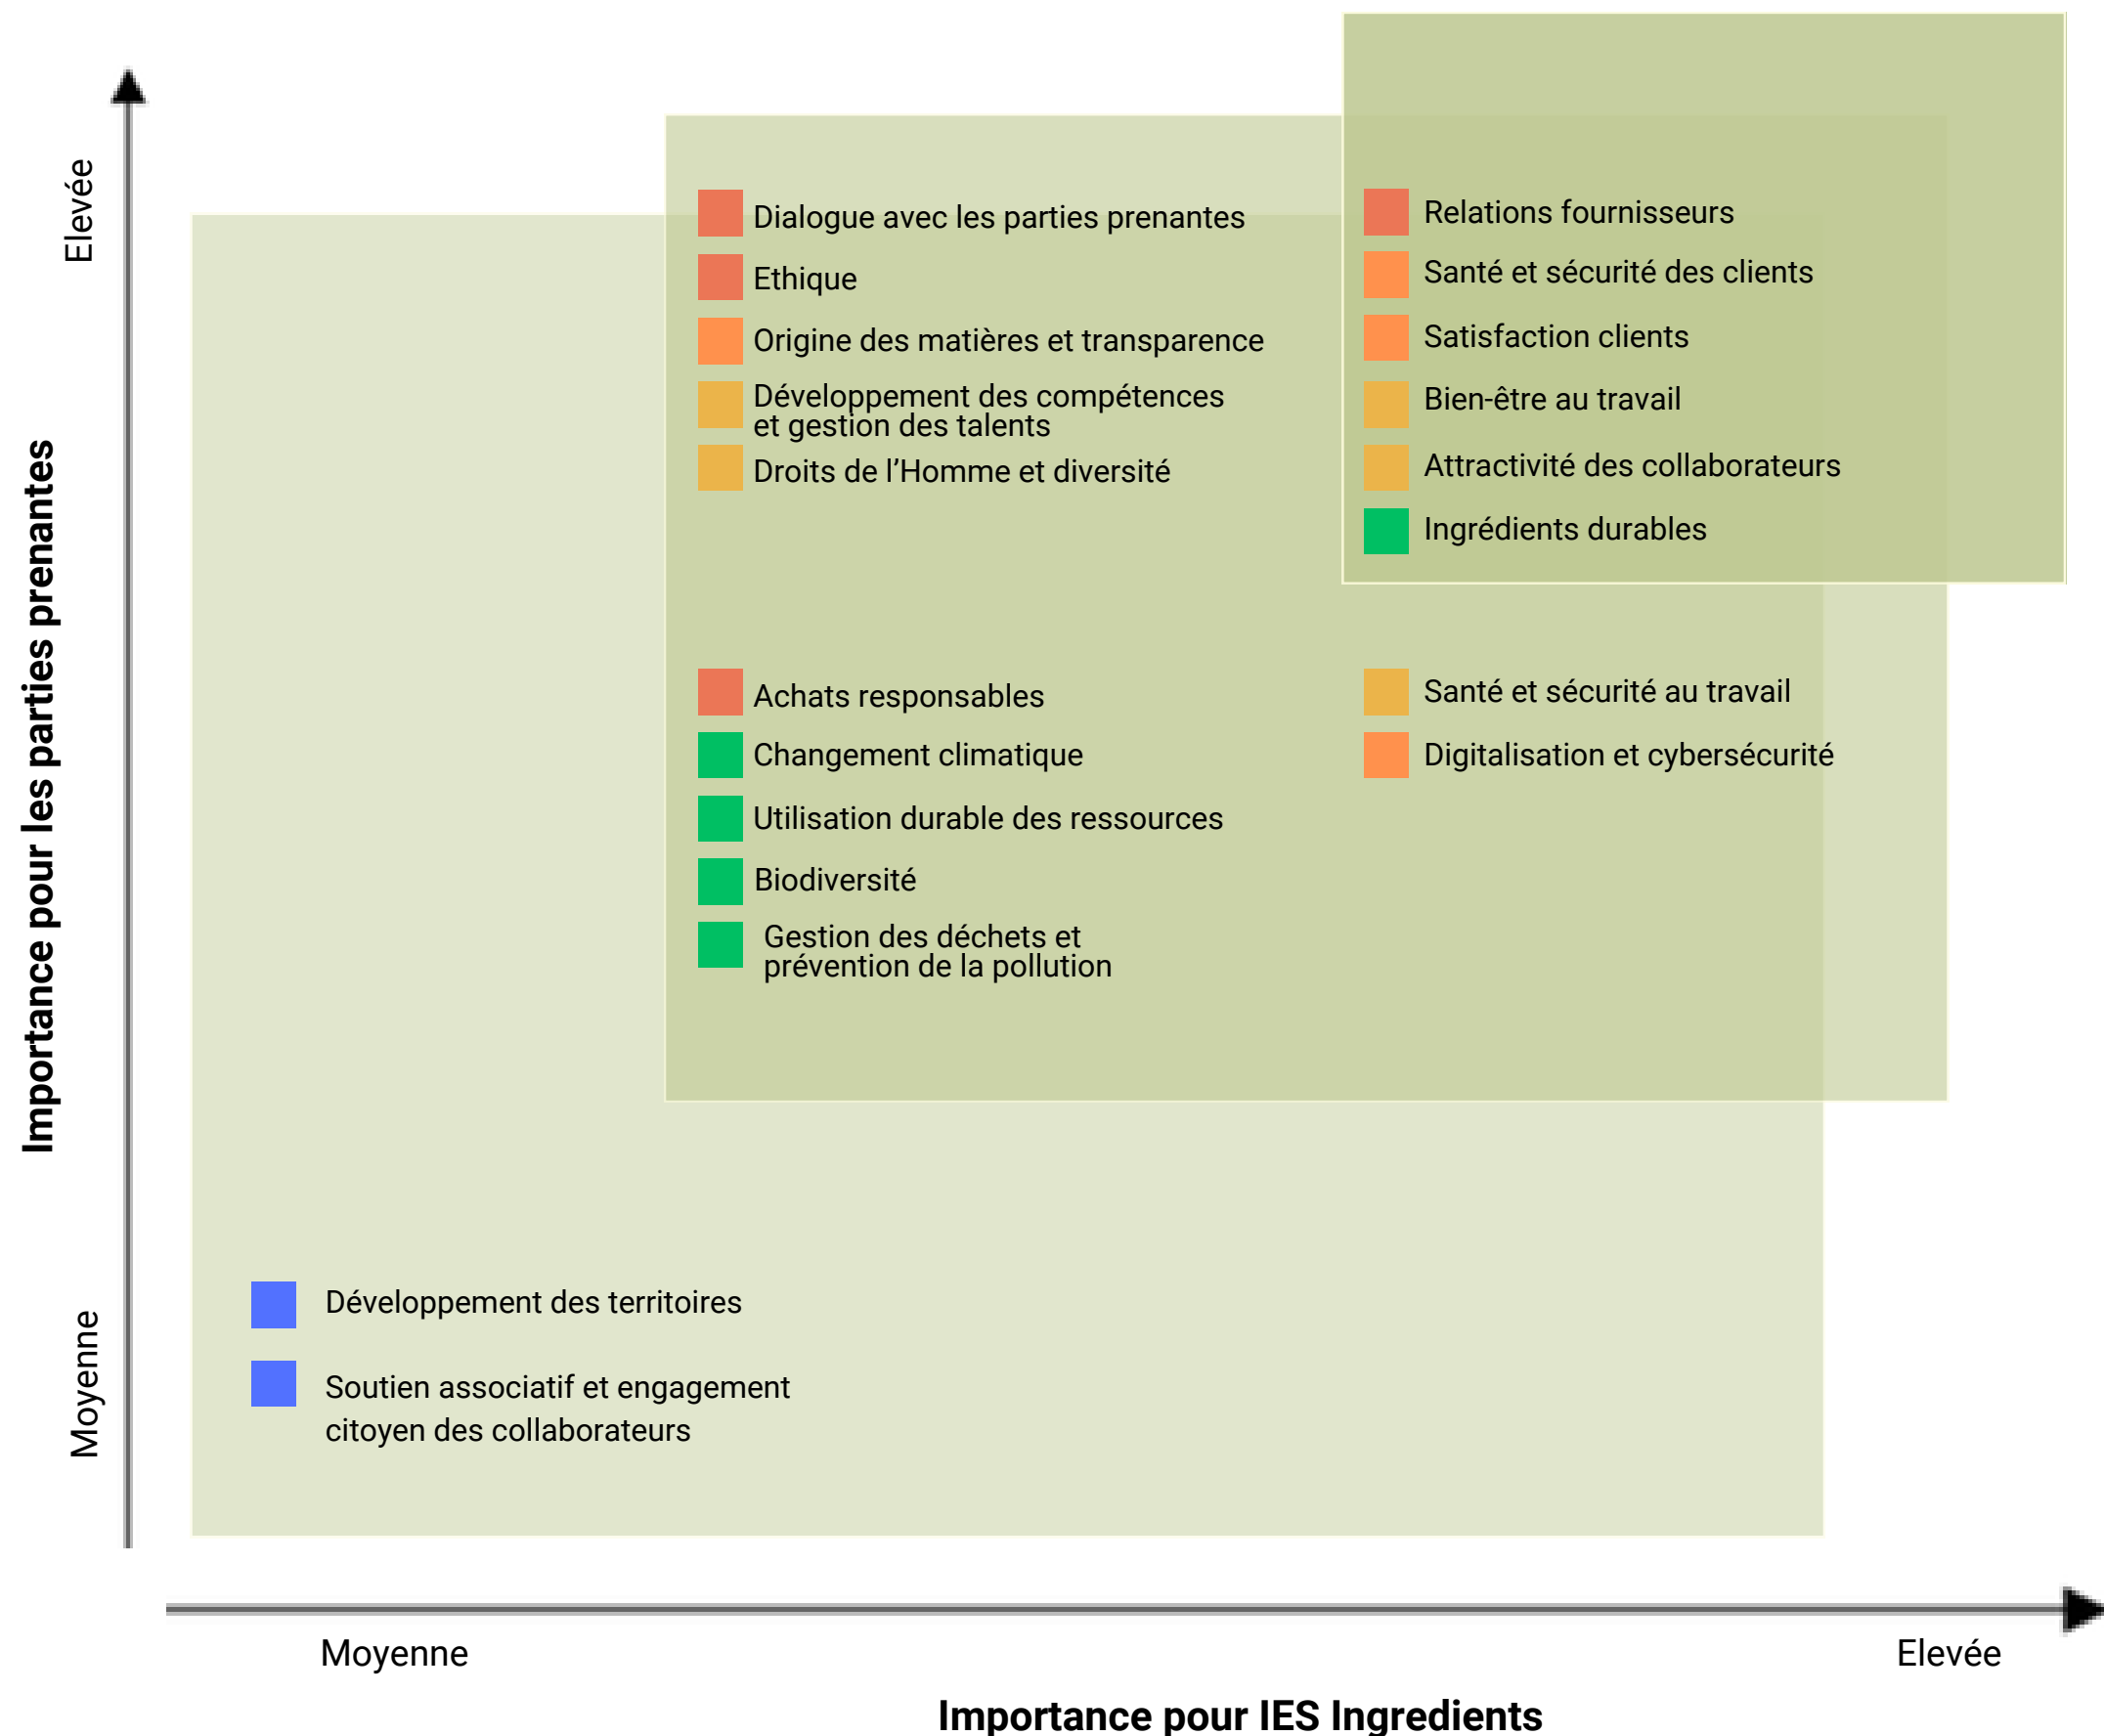 Elevée
Importance pour les parties prenantes
Moyenne
Dialogue avec les parties prenantes
Ethique
Origine des matières et transparence
Développement des compétences
et gestion des talents
Droits de l’Homme et diversité
Relations fournisseurs
Santé et sécurité des clients
Satisfaction clients
Bien-être au travail
Attractivité des collaborateurs
Ingrédients durables
Achats responsables
Changement climatique
Utilisation durable des ressources
Biodiversité
Gestion des déchets et
prévention de la pollution
Santé et sécurité au travail
Digitalisation et cybersécurité
Développement des territoires
Soutien associatif et engagement
citoyen des collaborateurs
Moyenne
Elevée
Importance pour IES Ingredients